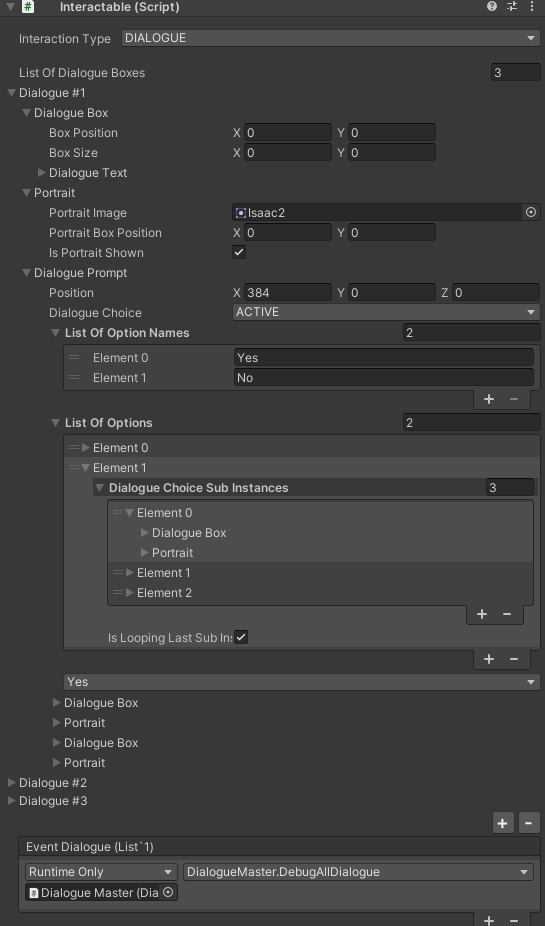 Interactable (Script)
Interaction Type DIALOGUE
List Of Dialogue Boxes 3
Dialogue #1
Dialogue Box
Box Position X 0 Y 0
Box Size X 0 Y 0
Dialogue Text
Portrait
Portrait Image Isaac2
Portrait Box Position X 0 Y 0
Is Portrait Shown
Dialogue Prompt
Position X 384 Y 0 Z 0
Dialogue Choice ACTIVE
List Of Option Names 2
Element 0 Yes
Element 1 No
List Of Options 2
Element 0
Element 1
Dialogue Choice Sub Instances 3
Element 0
Dialogue Box
Portrait
Element 1
Element 2
Is Looping Last Sub In
Yes
Dialogue Box
Portrait
Dialogue Box
Portrait
Dialogue #2
Dialogue #3
Event Dialogue (List`1)
Runtime Only DialogueMaster.DebugAllDialogue
Dialogue Master (Dia